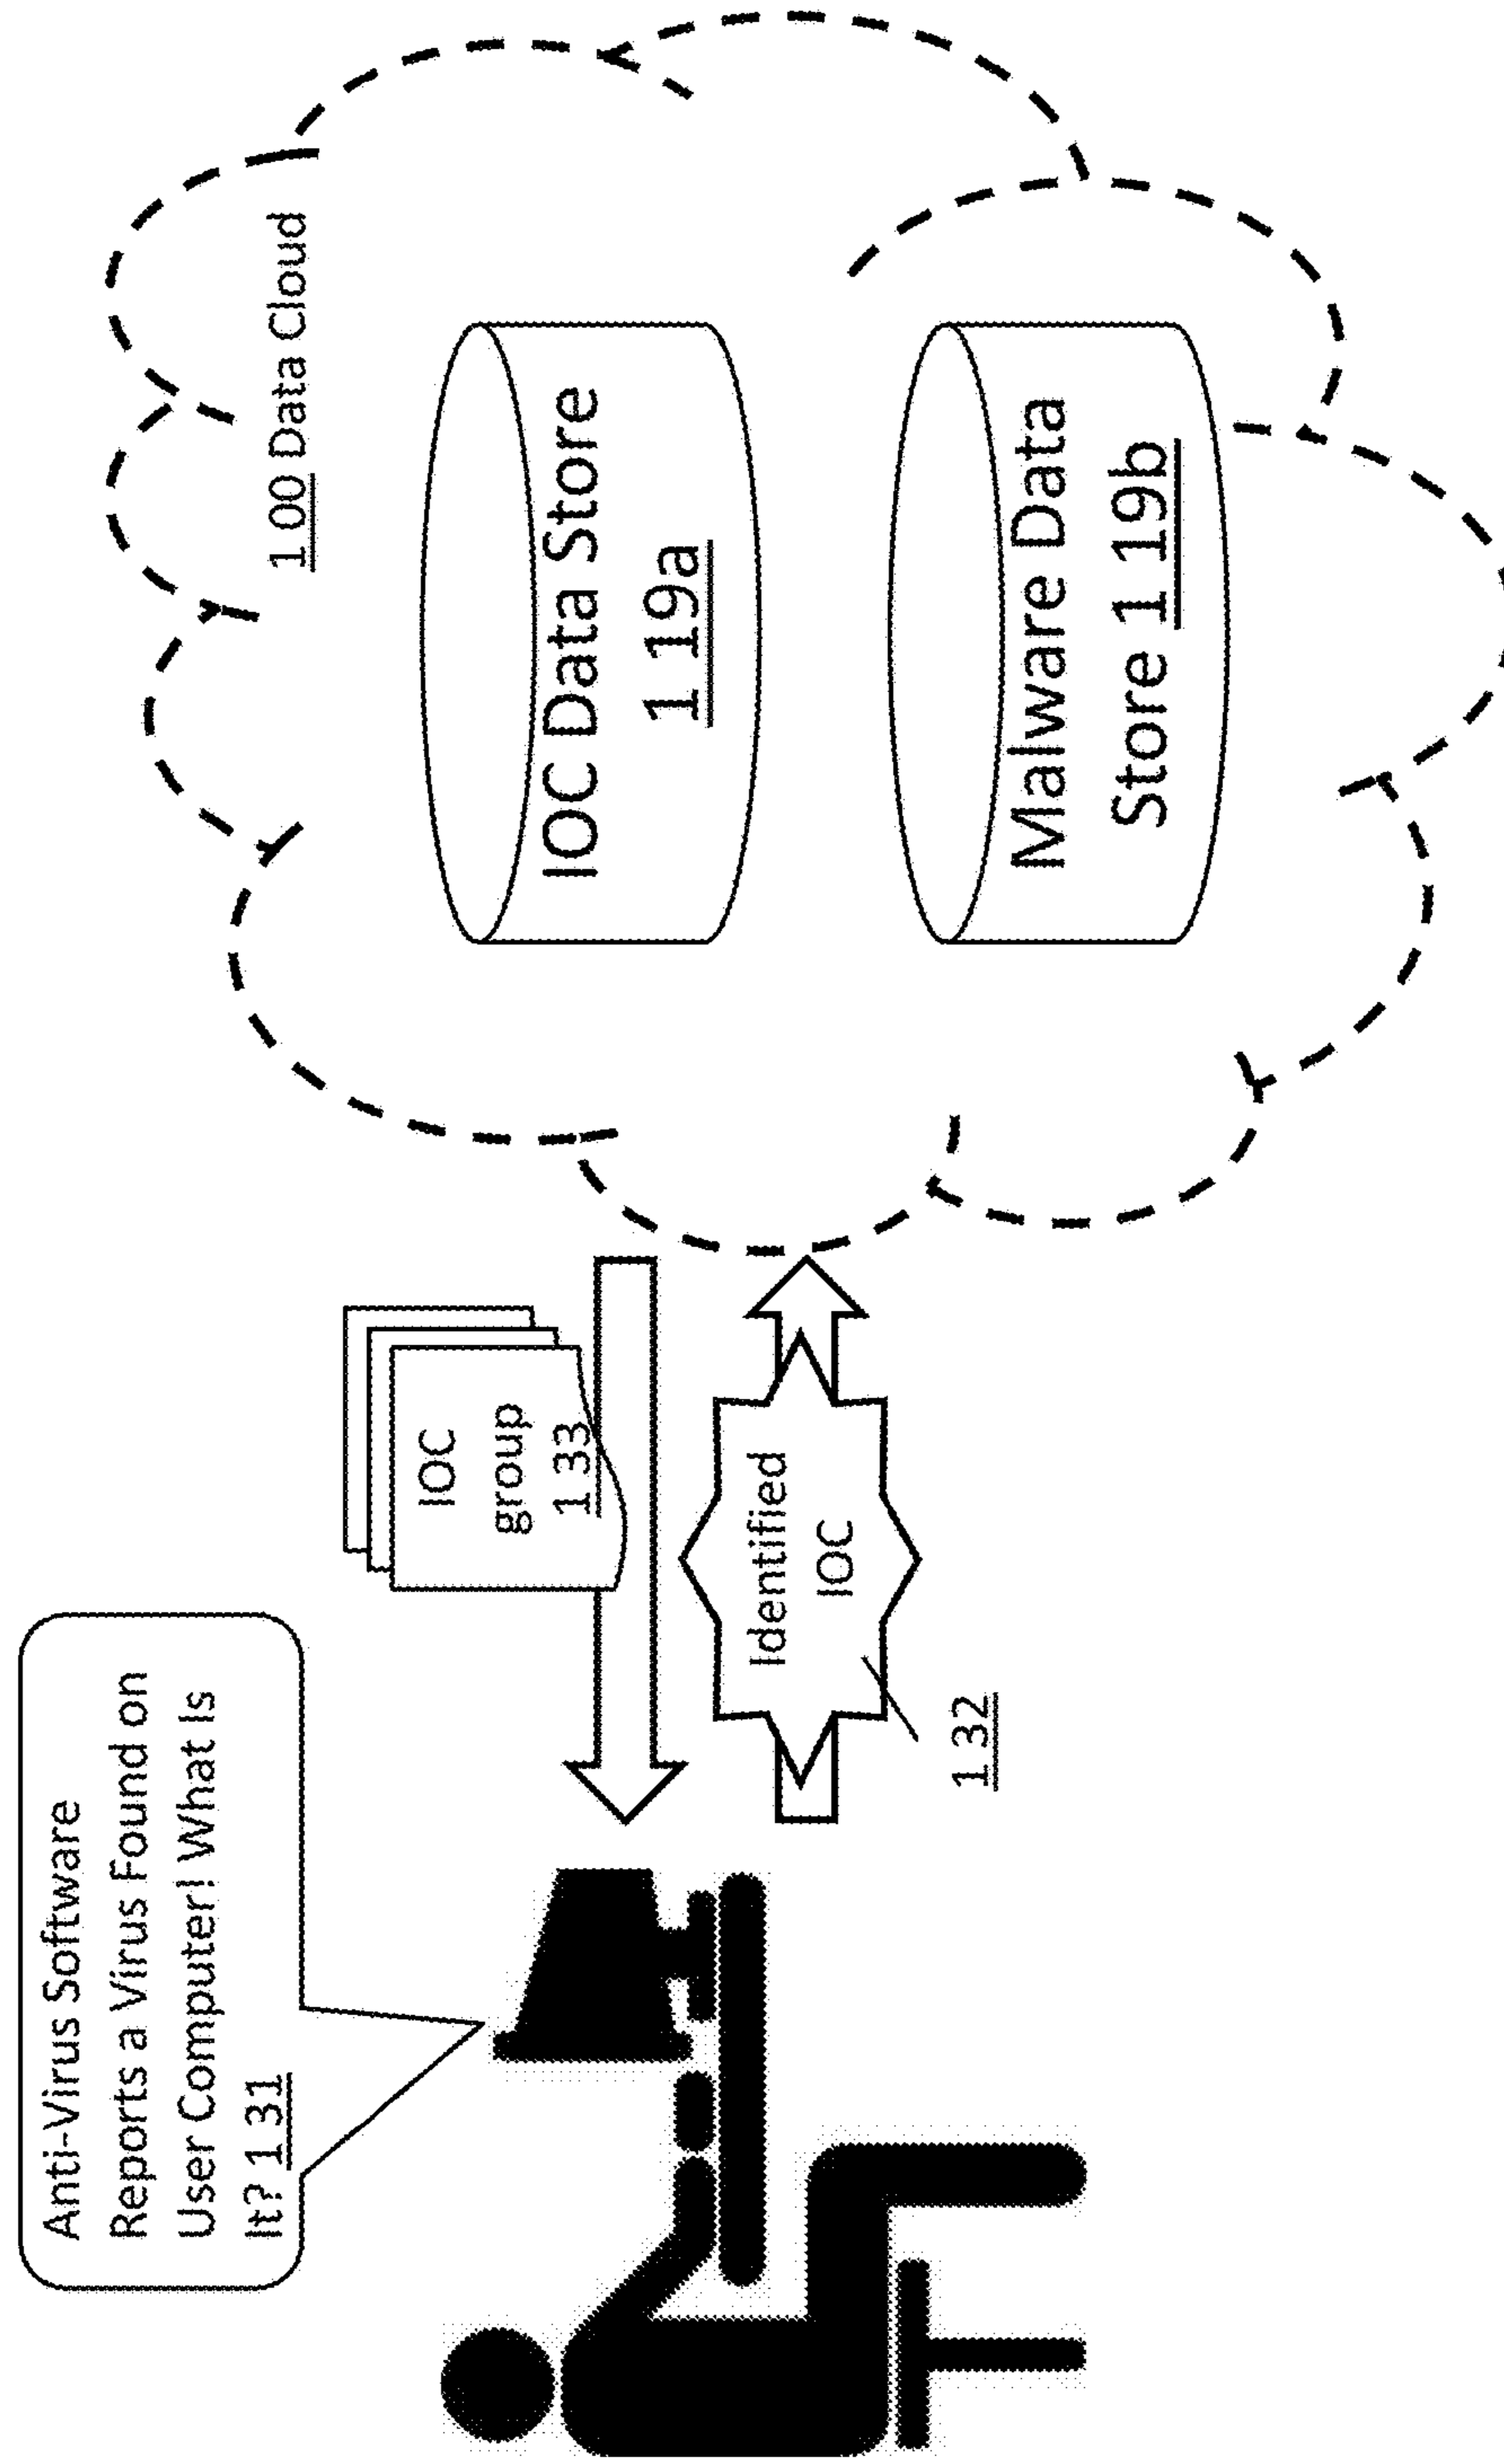 Anti-Virus Software
Reports a Virus Found on
User Computer! What Is
It? 1 31
IOC
group
1 33
Identified
IOC
1 32
1 00 Data Cloud
IOC Data Store
1 19a
Malware Data
Store 1 19b